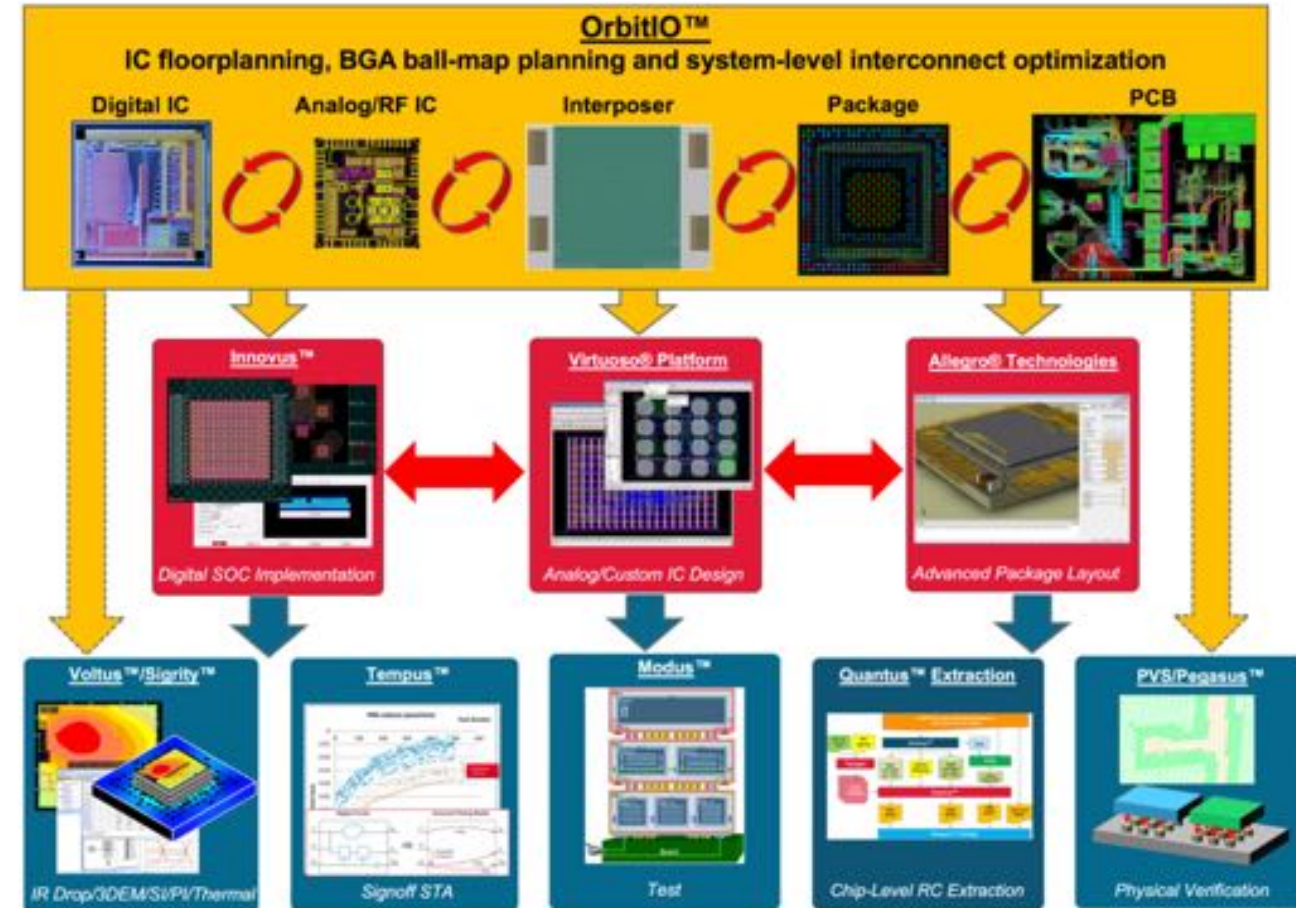 OrbitIO™
IC floorplanning, BGA ball-map planning and system-level interconnect optimization
Digital IC
Analog/RF IC
Interposer
Package
PCB
Innovus™
Virtuoso® Platform
Allegro® Technologies
Digital SOC Implementation
Analog/Custom IC Design
Advanced Package Layout
Voltus™/Sigrity™
Tempus™
Modus™
Quantus™ Extraction
PVS/Pegasus™
IR Drop/3DEM/SI/PI/Thermal
Signoff STA
Test
Chip-Level RC Extraction
Physical Verification